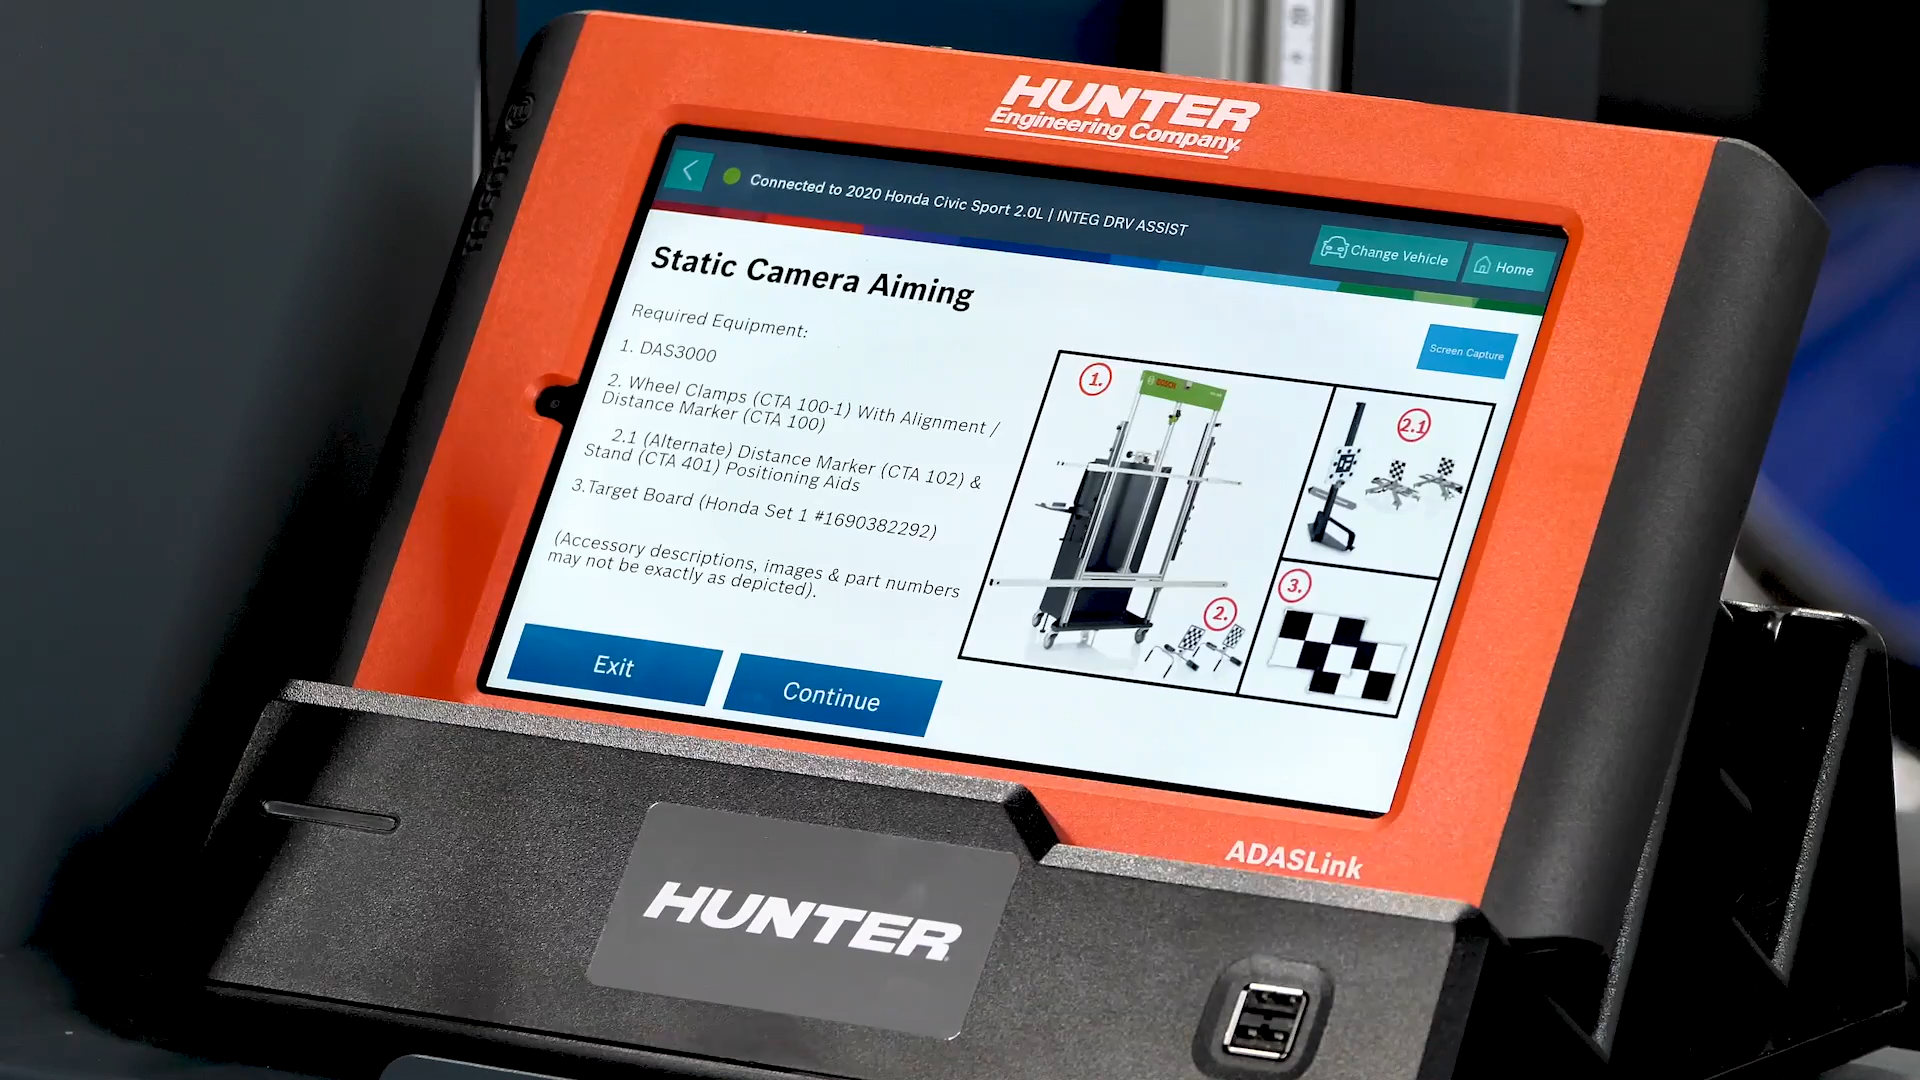 HUNTER
Engineering Company
BOSCH
Connected to 2020 Honda Civic Sport 2.0L | INTEG DRV ASSIST
Change Vehicle
Home
Static Camera Aiming
Screen Capture
Required Equipment:
1. DAS3000
2. Wheel Clamps (CTA 100-1) With Alignment /
Distance Marker (CTA 100)
2.1 (Alternate) Distance Marker (CTA 102) &
Stand (CTA 401) Positioning Aids
3.Target Board (Honda Set 1 #1690382292)
(Accessory descriptions, images & part numbers
may not be exactly as depicted).
1.
BOSCH
2.1
2.
3.
Exit
Continue
ADASLink
HUNTER